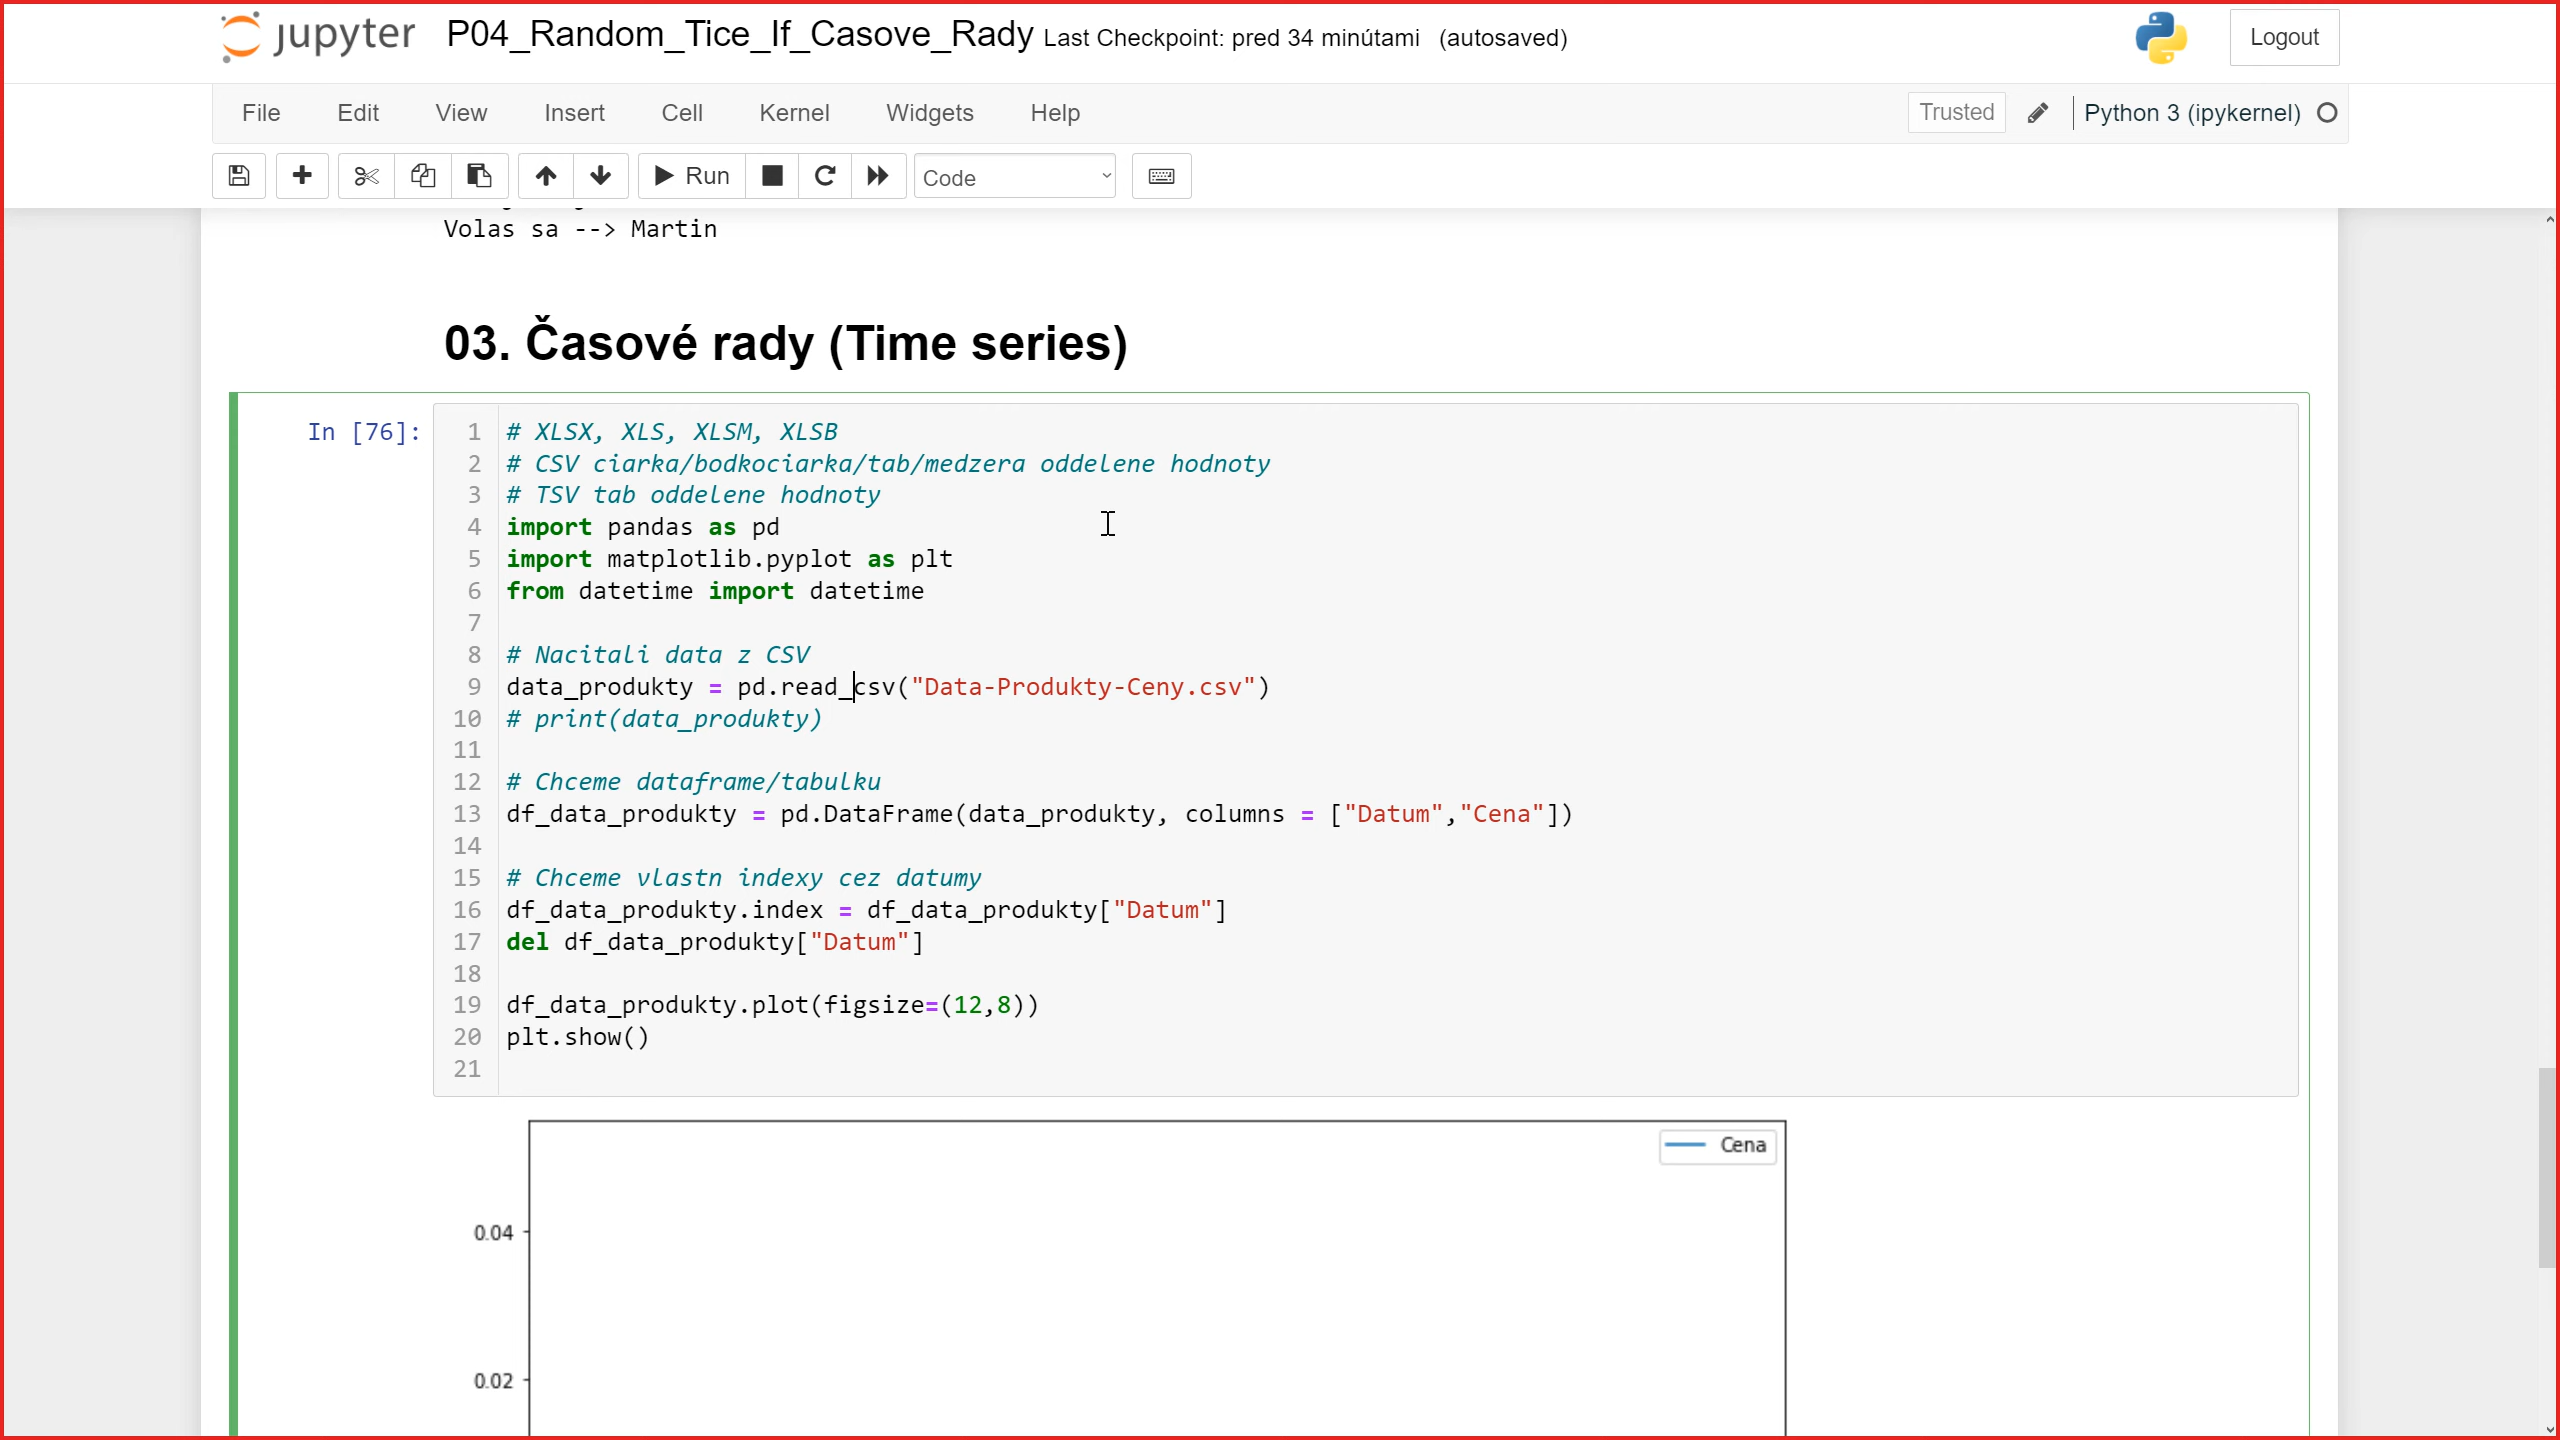 jupyter P04_Random_Tice_If_Casove_Rady Last Checkpoint: pred 34 minútami (autosaved) Logout
File Edit View Insert Cell Kernel Widgets Help Trusted Python 3 (ipykernel)
Run Code
Volas sa --> Martin
03. Časové rady (Time series)
In [76]:
1 # XLSX, XLS, XLSM, XLSB
2 # CSV ciarka/bodkociarka/tab/medzera oddelene hodnoty
3 # TSV tab oddelene hodnoty
4 import pandas as pd
5 import matplotlib.pyplot as plt
6 from datetime import datetime
7
8 # Nacitali data z CSV
9 data_produkty = pd.read_csv("Data-Produkty-Ceny.csv")
10 # print(data_produkty)
11
12 # Chceme dataframe/tabulku
13 df_data_produkty = pd.DataFrame(data_produkty, columns = ["Datum","Cena"])
14
15 # Chceme vlastn indexy cez datumy
16 df_data_produkty.index = df_data_produkty["Datum"]
17 del df_data_produkty["Datum"]
18
19 df_data_produkty.plot(figsize=(12,8))
20 plt.show()
21
Cena
0.04
0.02